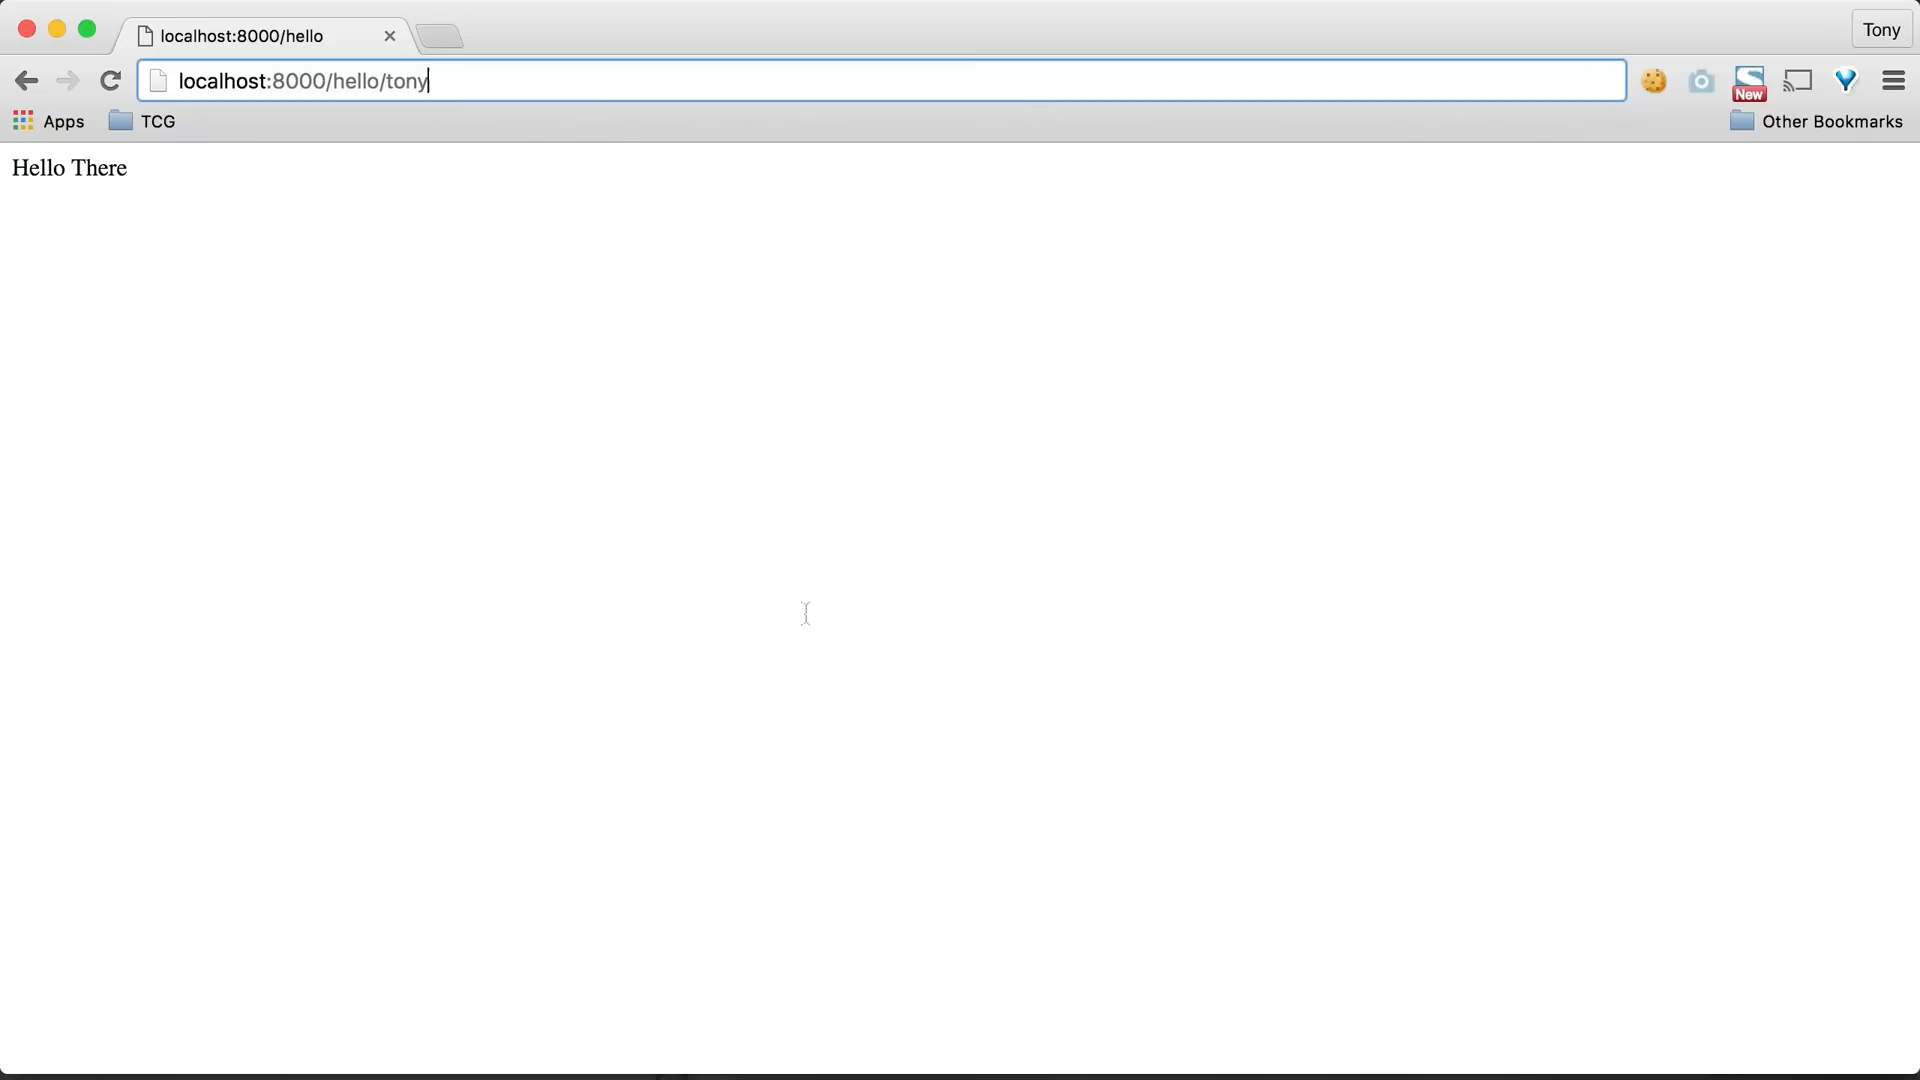 localhost:8000/hello
Tony
localhost:8000/hello/tony
New
Apps
TCG
Other Bookmarks
Hello There